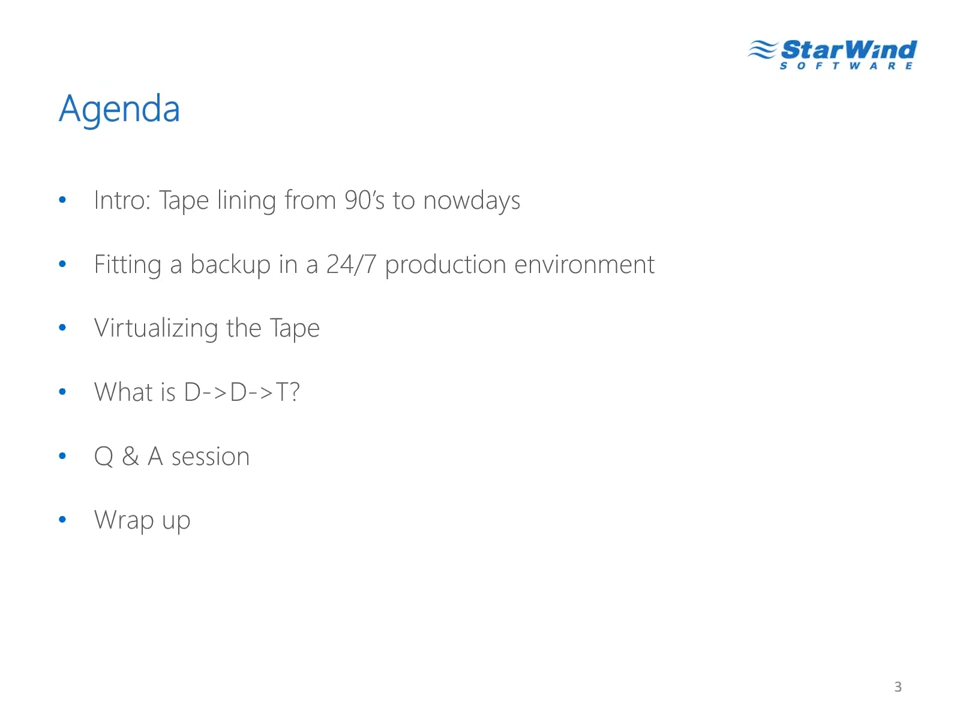 StarWind
SOFTWARE
Agenda
• Intro: Tape lining from 90’s to nowdays
• Fitting a backup in a 24/7 production environment
• Virtualizing the Tape
• What is D->D->T?
• Q & A session
• Wrap up
3